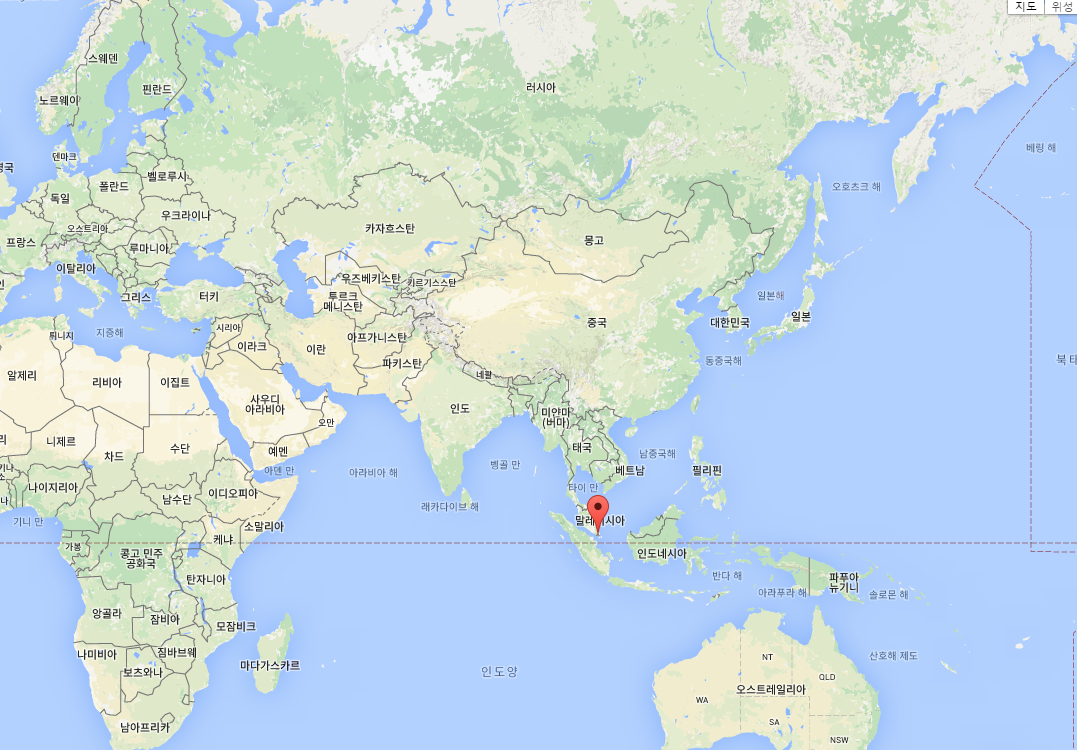 지도
위성
스웨덴
핀란드
러시아
노르웨이
베링 해
덴마크
벨로루시
폴란드
오호츠크 해
독일
우크라이나
오스트리아
카자흐스탄
프랑스
몽고
루마니아
이탈리아
우즈베키스탄
키르기스스탄
그리스
터키
투르크
메니스탄
일본해
대한민국
일본
중국
시리아
지중해
튀니지
아프가니스탄
이라크
이란
동중국해
파키스탄
알제리
리비아
이집트
네팔
사우디
아라비아
인도
미얀마
(버마)
오만
니제르
수단
차드
예멘
태국
남중국해
벵골 만
아덴 만
아라비아 해
베트남
필리핀
나이지리아
타이 만
남수단
이디오피아
래카다이브 해
기니 만
소말리아
케냐
가봉
콩고 민주
공화국
인도네시아
탄자니아
반다 해
파푸아
뉴기니
아라푸라 해
솔로몬 해
앙골라
잠비아
모잠비크
나미비아
짐바브웨
산호해 제도
NT
마다가스카르
보츠와나
인도양
QLD
오스트레일리아
WA
SA
남아프리카
NSW